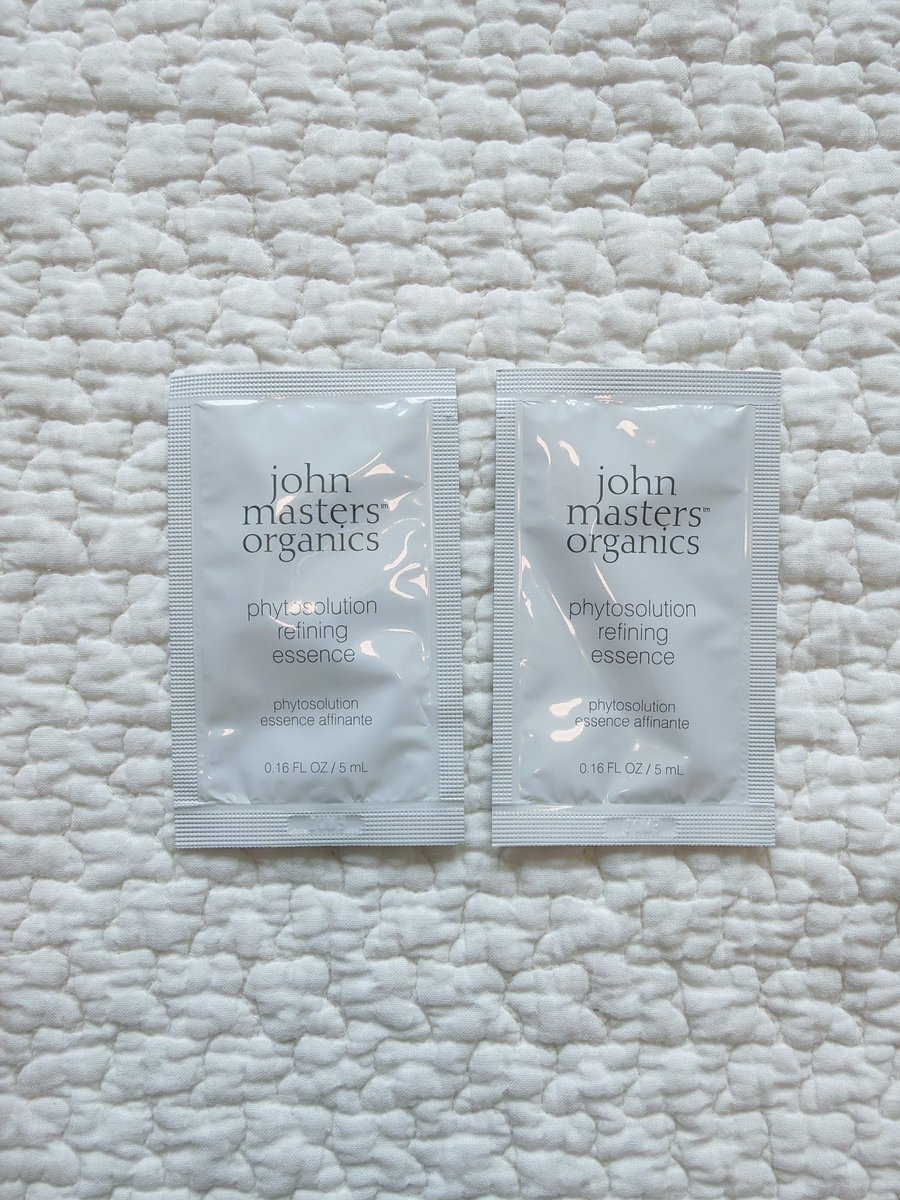 john
masters™
organics
phytosolution
refining
essence
phytosolution
essence affinante
0.16 FL OZ / 5 mL
john
masters™
organics
phytosolution
refining
essence
phytosolution
essence affinante
0.16 FL OZ / 5 mL